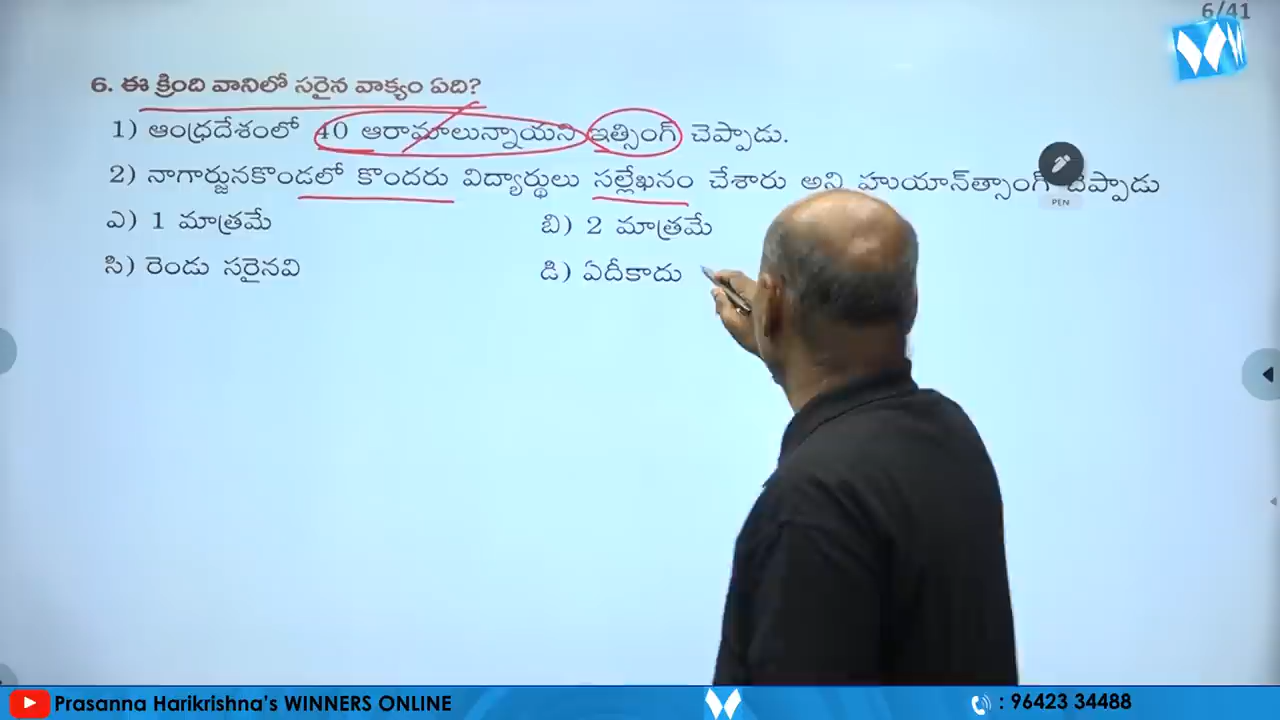 6/41
6. ఈ క్రింది వానిలో సరైన వాక్యం ఏది?
1) ఆంధ్రదేశంలో 40 ఆరామాలున్నాయని ఇత్సింగ్ చెప్పాడు.
2) నాగార్జునకొండలో కొందరు విద్యార్థులు సల్లేఖనం చేశారు అని హుయాన్‌త్సాంగ్ చెప్పాడు
PEN
ఎ) 1 మాత్రమే బి) 2 మాత్రమే
సి) రెండు సరైనవి డి) ఏదీకాదు
Prasanna Harikrishna's WINNERS ONLINE : 96423 34488